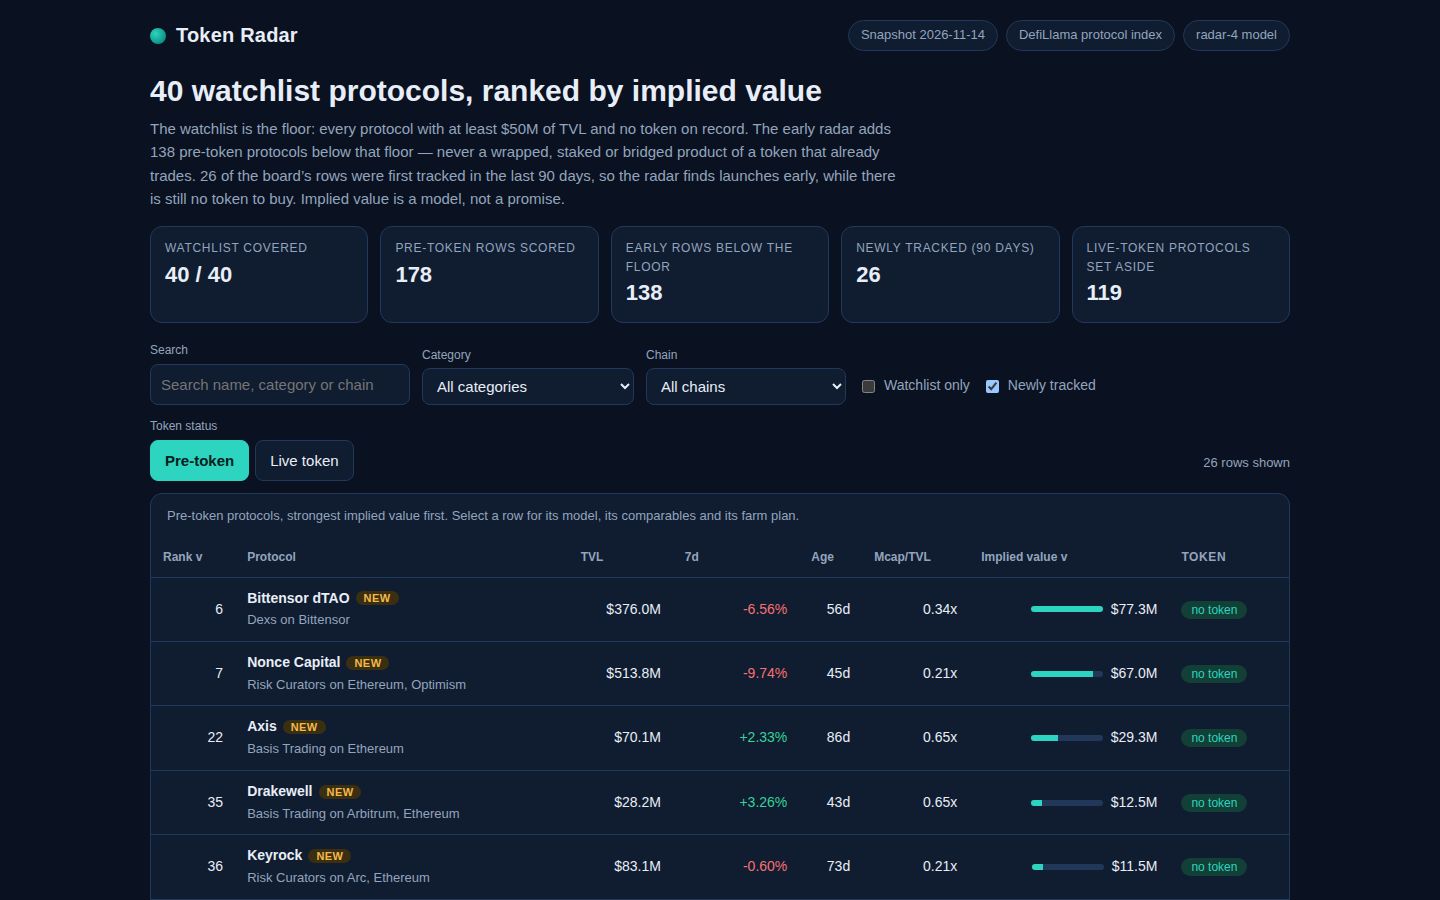 Token Radar
Snapshot 2026-11-14
DefiLlama protocol index
radar-4 model
40 watchlist protocols, ranked by implied value
The watchlist is the floor: every protocol with at least $50M of TVL and no token on record. The early radar adds
138 pre-token protocols below that floor — never a wrapped, staked or bridged product of a token that already
trades. 26 of the board’s rows were first tracked in the last 90 days, so the radar finds launches early, while there
is still no token to buy. Implied value is a model, not a promise.
WATCHLIST COVERED
40 / 40
PRE-TOKEN ROWS SCORED
178
EARLY ROWS BELOW THE
FLOOR
138
NEWLY TRACKED (90 DAYS)
26
LIVE-TOKEN PROTOCOLS
SET ASIDE
119
Search
Search name, category or chain
Category
All categories
Chain
All chains
Watchlist only
Newly tracked
Token status
Pre-token
Live token
26 rows shown
Pre-token protocols, strongest implied value first. Select a row for its model, its comparables and its farm plan.
Rank v Protocol TVL 7d Age Mcap/TVL Implied value v TOKEN
6 Bittensor dTAO NEW $376.0M -6.56% 56d 0.34x $77.3M no token
Dexs on Bittensor
7 Nonce Capital NEW $513.8M -9.74% 45d 0.21x $67.0M no token
Risk Curators on Ethereum, Optimism
22 Axis NEW $70.1M +2.33% 86d 0.65x $29.3M no token
Basis Trading on Ethereum
35 Drakewell NEW $28.2M +3.26% 43d 0.65x $12.5M no token
Basis Trading on Arbitrum, Ethereum
36 Keyrock NEW $83.1M -0.60% 73d 0.21x $11.5M no token
Risk Curators on Arc, Ethereum